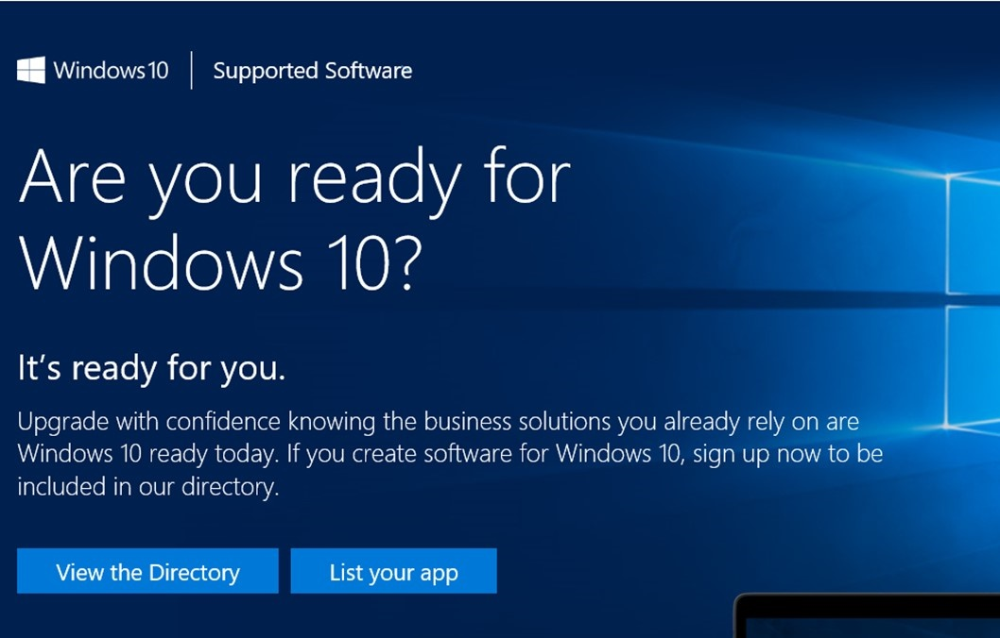 Windows 10 | Supported Software
Are you ready for
Windows 10?
It's ready for you.
Upgrade with confidence knowing the business solutions you already rely on are
Windows 10 ready today. If you create software for Windows 10, sign up now to be
included in our directory.
View the Directory
List your app